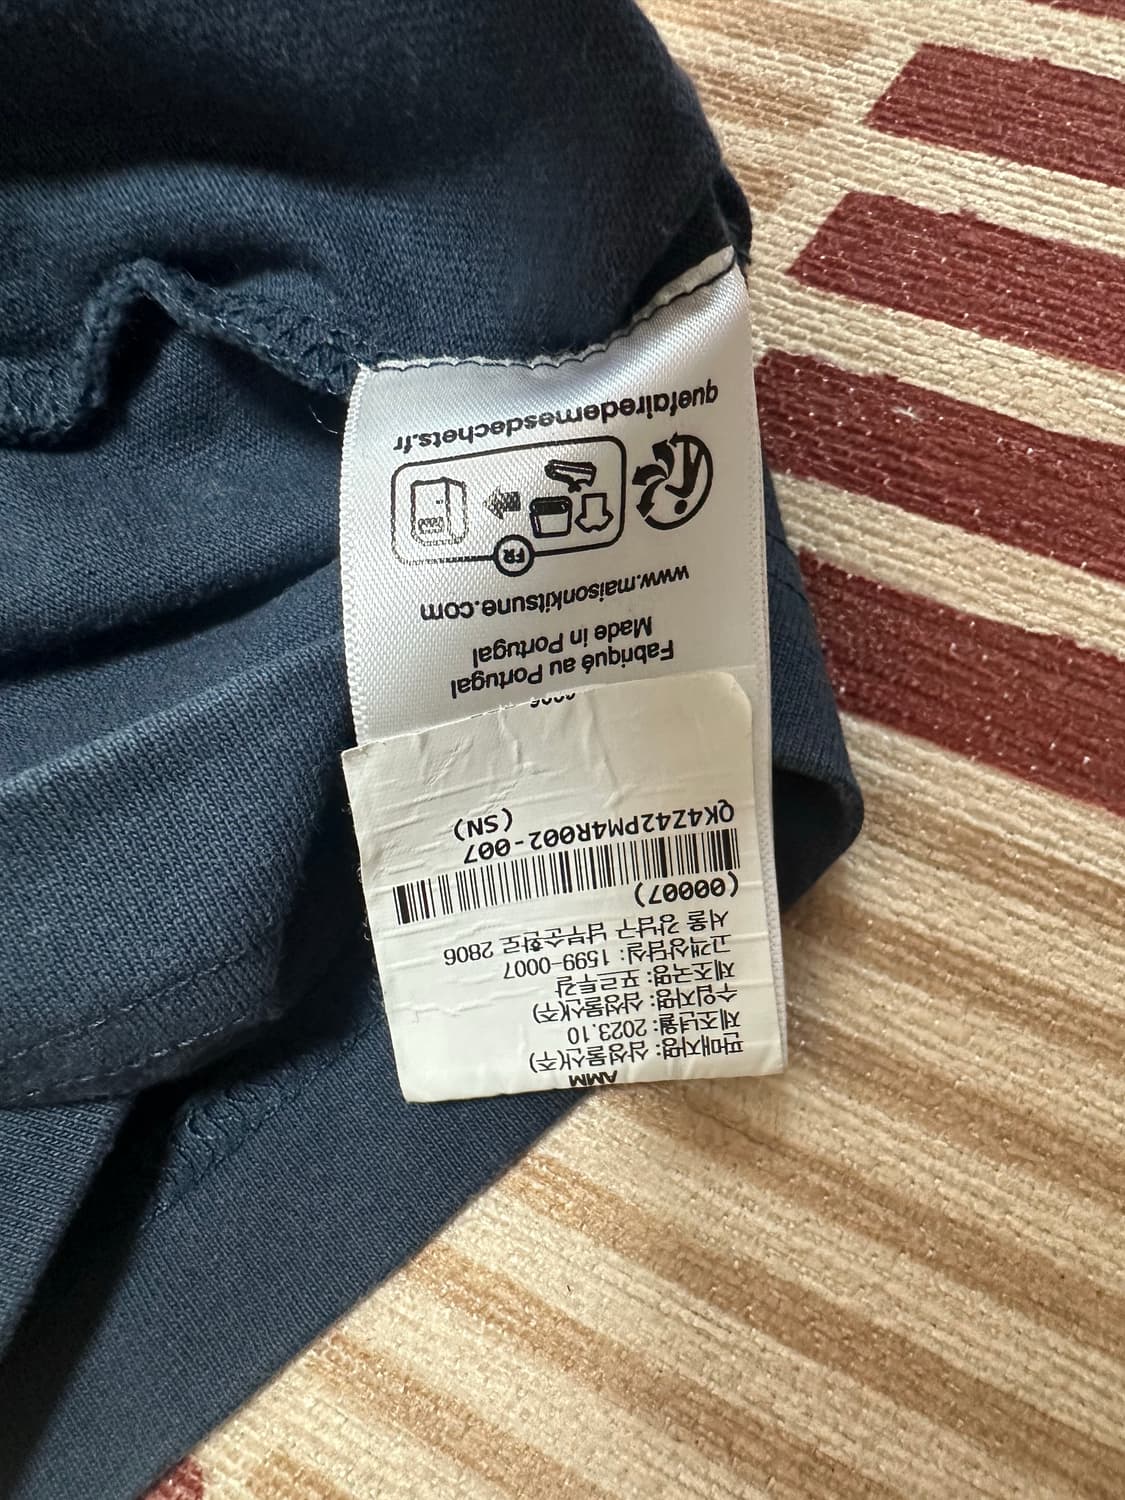 AMM
판매자명: 삼성물산(주)
제조년월: 2023.10
수입자명: 삼성물산(주)
제조국명: 포르투갈
고객상담실: 1599-0007
서울 강남구 남부순환로 2806
(00007)
QK4Z42PM4R002-007
(SN)
Fabriqué au Portugal
Made in Portugal
www.maisonkitsune.com
FR
quefairedemesdechets.fr